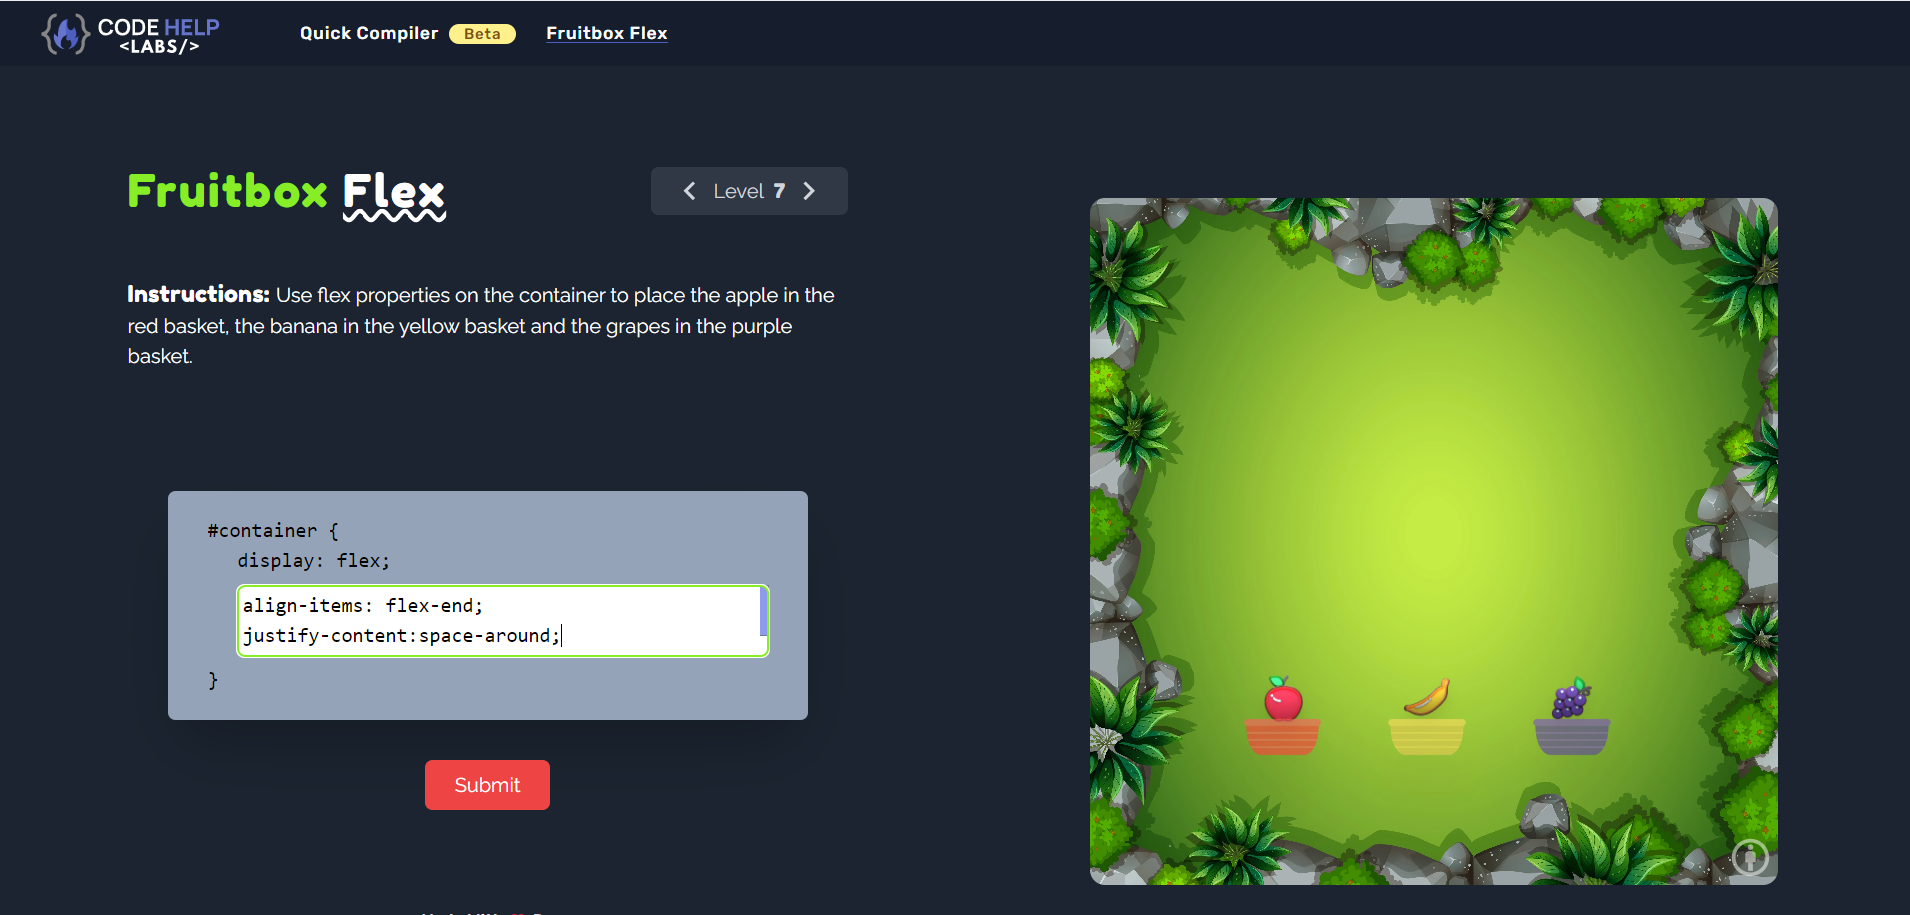 CODE HELP
<LABS/>
Quick Compiler Beta Fruitbox Flex
Fruitbox Flex
Level 7
Instructions: Use flex properties on the container to place the apple in the
red basket, the banana in the yellow basket and the grapes in the purple
basket.
#container {
display: flex;
align-items: flex-end;
justify-content:space-around;
}
Submit